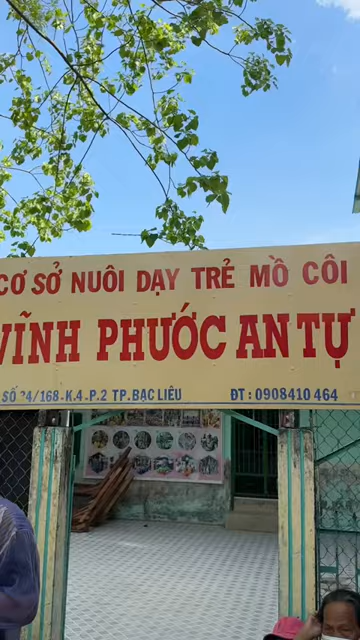 CƠ SỞ NUÔI DẠY TRẺ MỒ CÔI
VĨNH PHƯỚC AN TỰ
SỐ 24/168-K.4-P.2 TP.BẠC LIÊU ĐT: 0908410 464